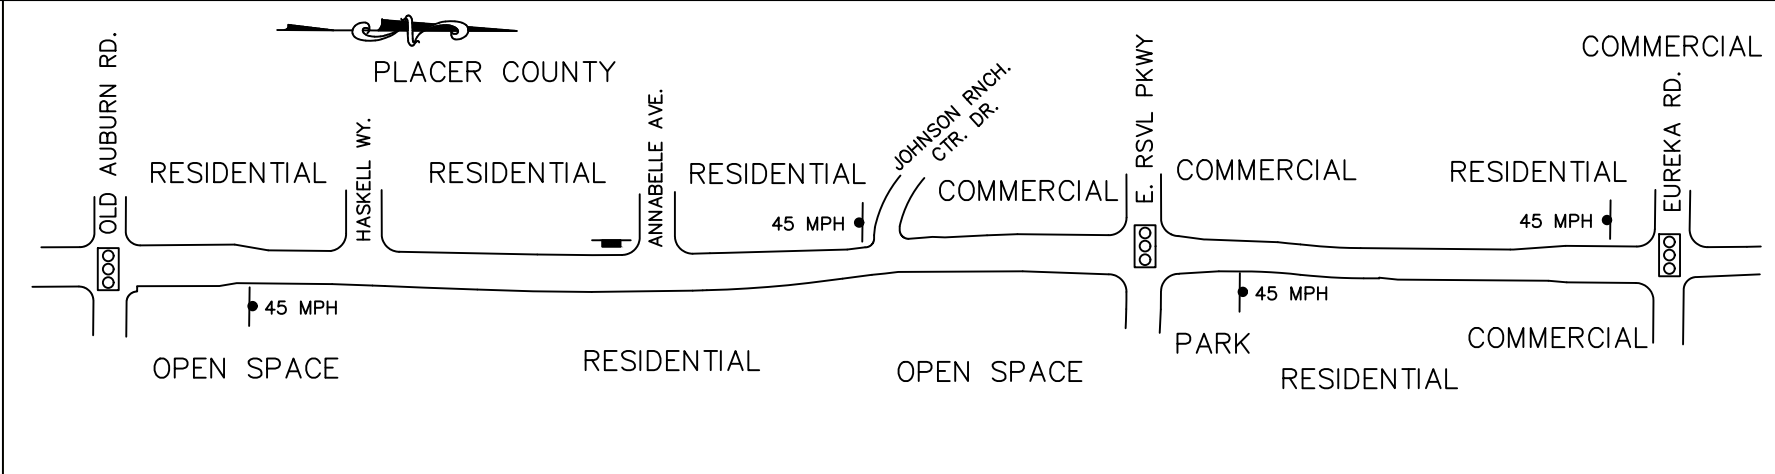 COMMERCIAL
PLACER COUNTY
OLD AUBURN RD.
RESIDENTIAL
HASKELL WY.
RESIDENTIAL
ANNABELLE AVE.
RESIDENTIAL
45 MPH
JOHNSON RNCH.
CTR. DR.
COMMERCIAL
E. RSVL PKWY
COMMERCIAL
RESIDENTIAL
45 MPH
EUREKA RD.
45 MPH
45 MPH
OPEN SPACE
RESIDENTIAL
OPEN SPACE
PARK
RESIDENTIAL
COMMERCIAL